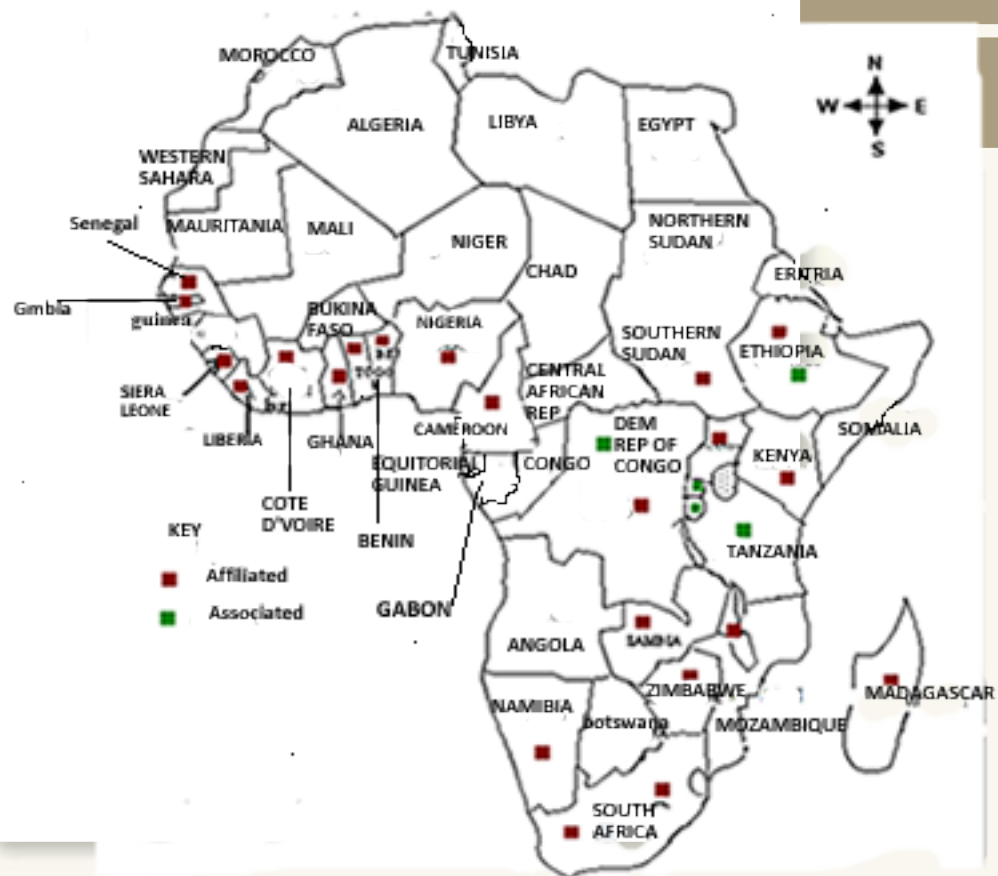 MOROCCO
TUNISIA
ALGERIA
LIBYA
EGYPT
N
W
E
S
WESTERN
SAHARA
Senegal
MAURITANIA
MALI
NIGER
CHAD
NORTHERN
SUDAN
ERITRIA
Gmbia
guinea
BUKINA
FASO
NIGERIA
SOUTHERN
SUDAN
ETHIOPIA
TOGO
CENTRAL
AFRICAN
REP
SIERA
LEONE
LIBERIA
GHANA
CAMEROON
DEM
REP OF
CONGO
SOMALIA
KENYA
EQUITORIAL
GUINEA
CONGO
COTE
D'VOIRE
BENIN
TANZANIA
KEY
Affiliated
Associated
GABON
ANGOLA
ZIMBABWE
MADAGASCAR
NAMIBIA
botswana
MOZAMBIQUE
SOUTH
AFRICA